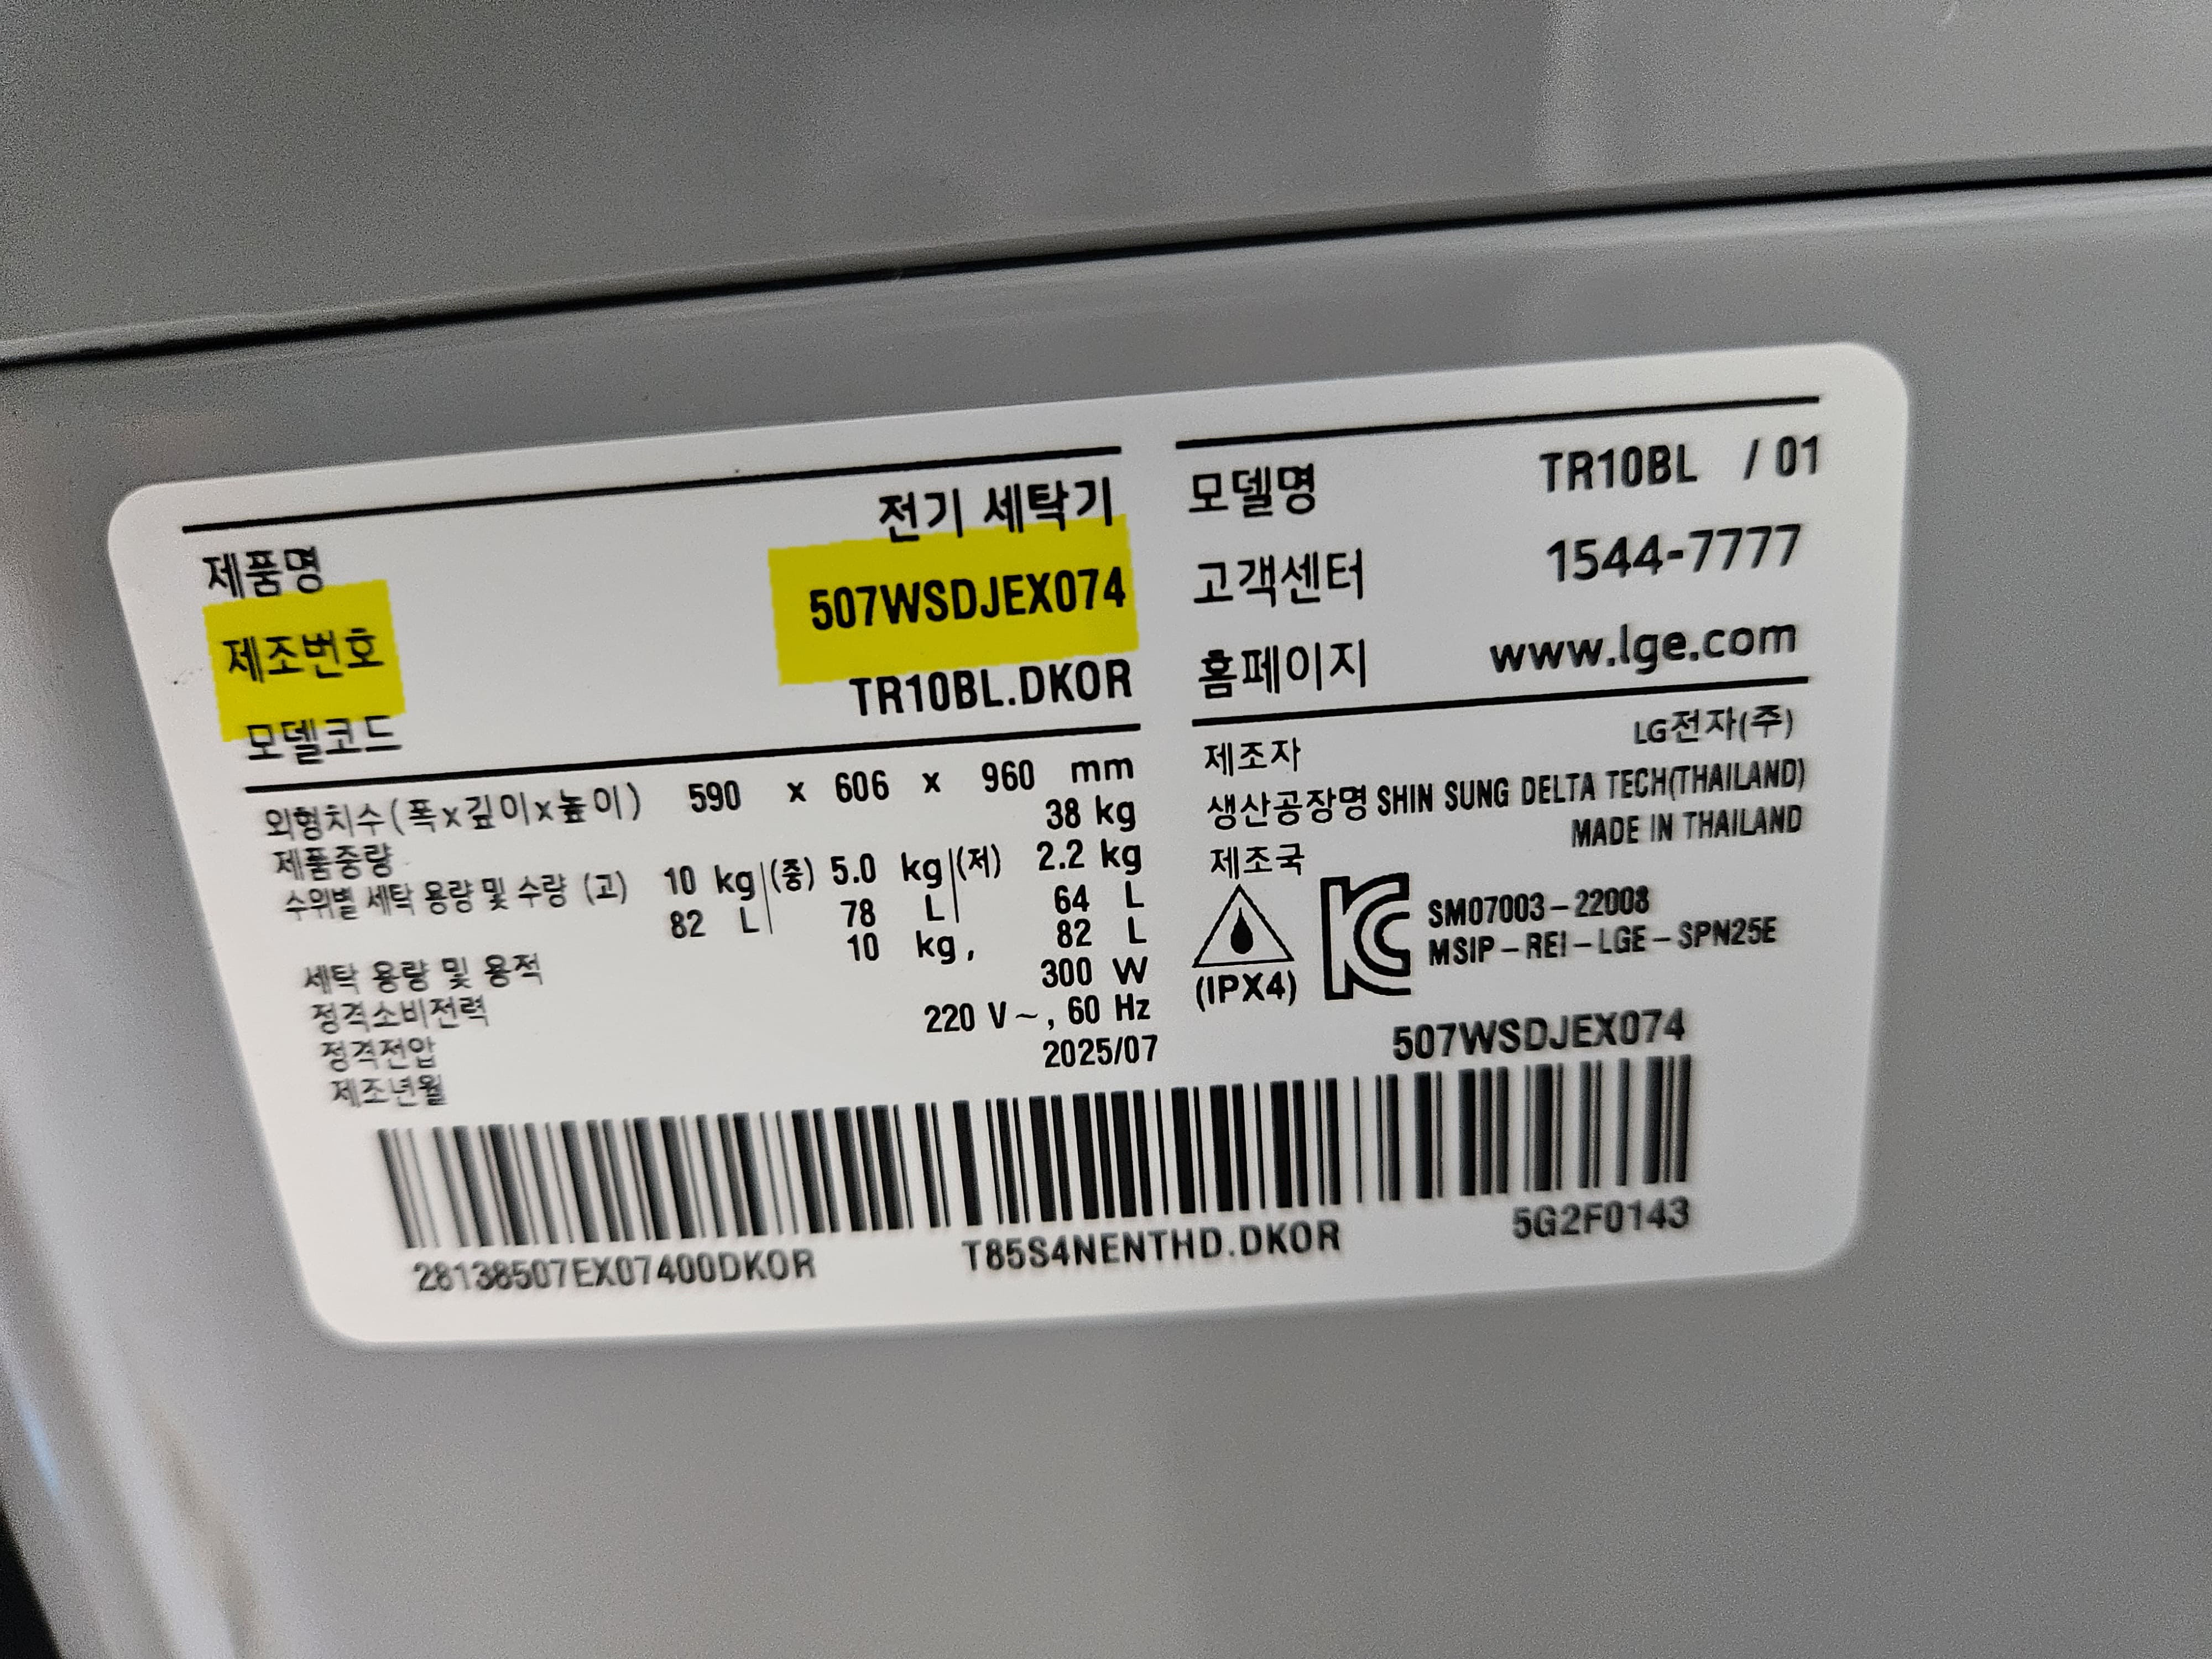 제품명 전기 세탁기
제조번호 507WSDJEX074
모델코드 TR10BL.DKOR
외형치수(폭x깊이x높이) 590 x 606 x 960 mm
제품중량 38 kg
수위별 세탁 용량 및 수량 (고) 10 kg (중) 5.0 kg (저) 2.2 kg
82 L 78 L 64 L
세탁 용량 및 용적 10 kg, 82 L
정격소비전력 300 W
정격전압 220 V~, 60 Hz
제조년월 2025/07
모델명 TR10BL / 01
고객센터 1544-7777
홈페이지 www.lge.com
제조자 LG전자(주)
생산공장명 SHIN SUNG DELTA TECH(THAILAND)
제조국 MADE IN THAILAND
(IPX4)
SM07003-22008
MSIP-REI-LGE-SPN25E
507WSDJEX074
28138507EX07400DKOR T85S4NENTHD.DKOR 5G2F0143